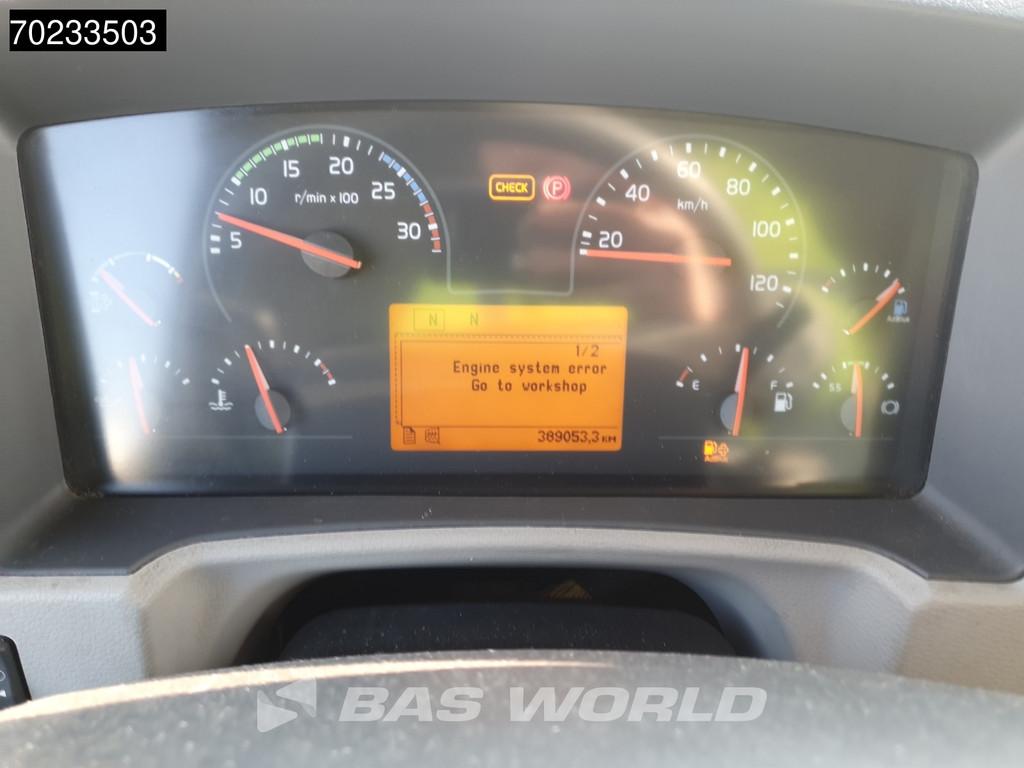 70233503
5
10
15
20
25
30
r/min x 100
CHECK
P
20
40
60
80
100
120
km/h
N N
1/2
Engine system error
Go to workshop
389053,3 KM
E
F
55
AdBlue
BAS WORLD